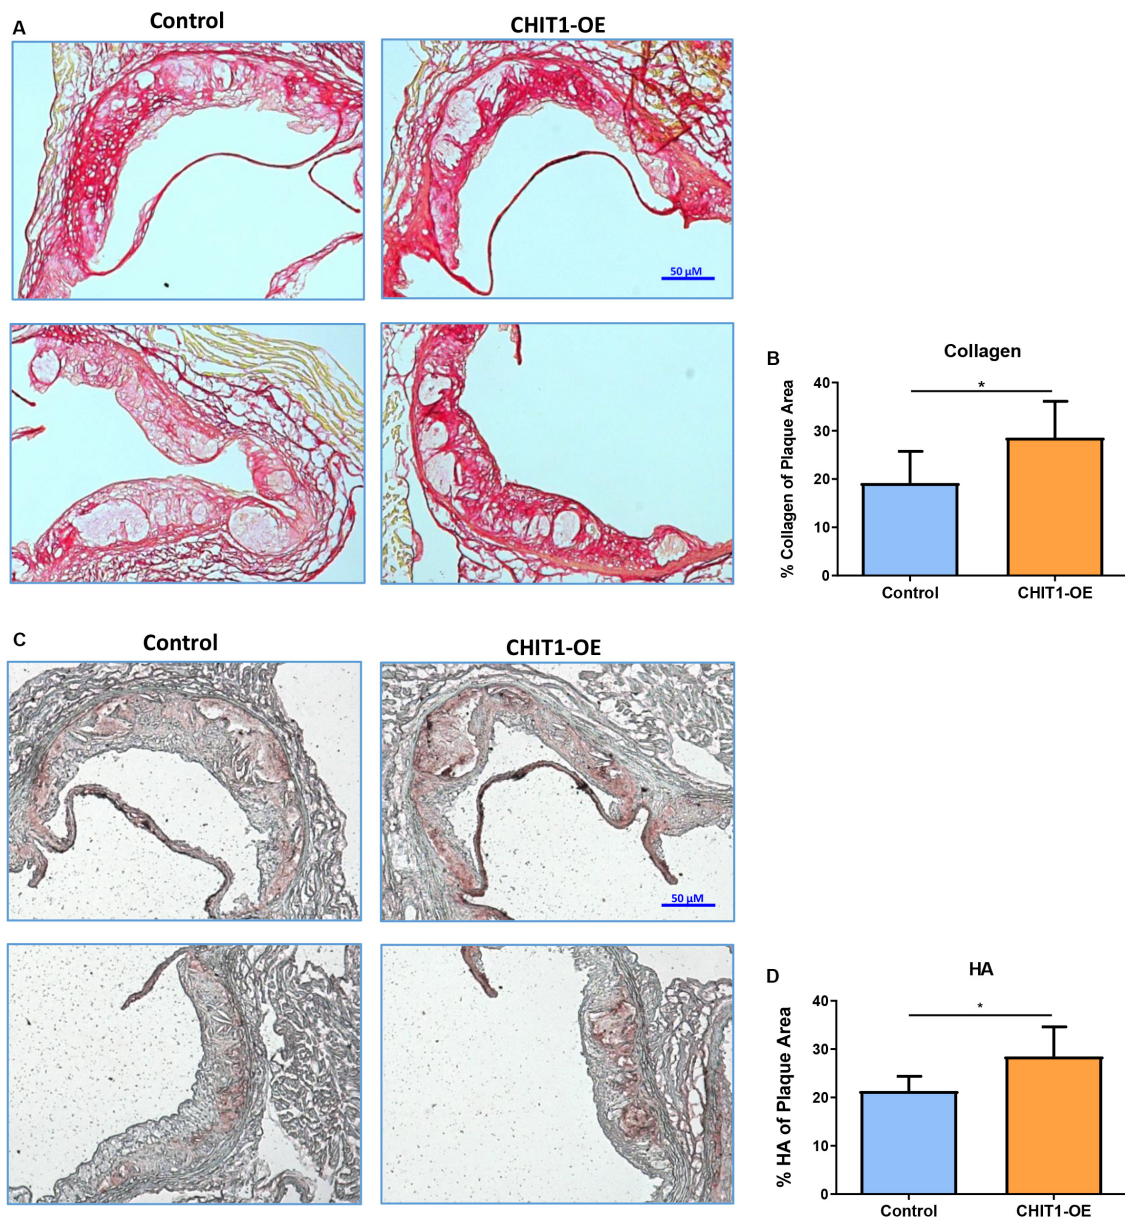 A
Control
CHIT1-OE
50 µM
B
Collagen
% Collagen of Plaque Area
40
30
20
10
0
*
Control
CHIT1-OE
C
Control
CHIT1-OE
50 µM
D
HA
% HA of Plaque Area
40
30
20
10
0
*
Control
CHIT1-OE